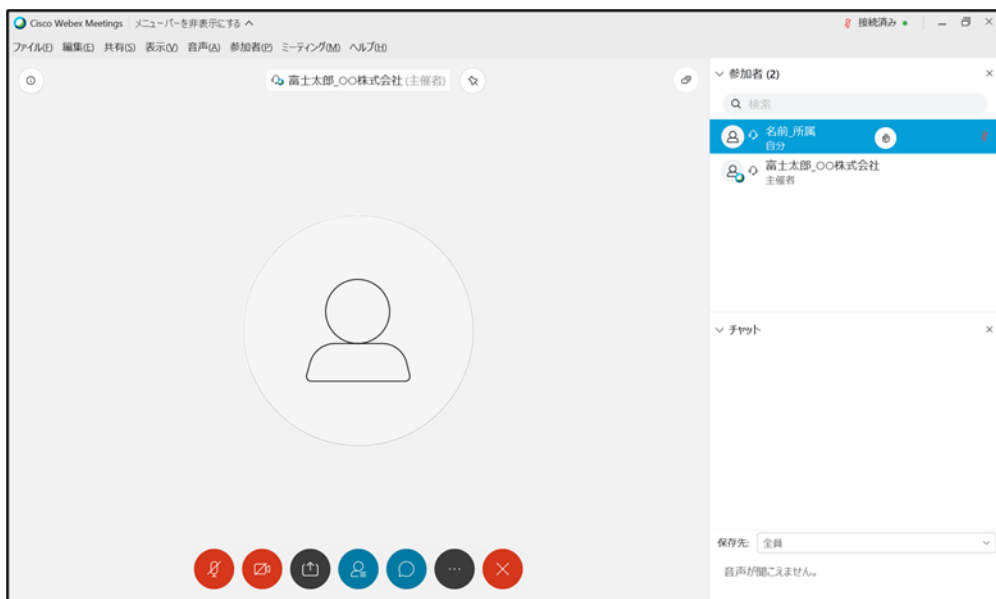 Cisco Webex Meetings メニューバーを非表示にする
接続済み
ファイル(F) 編集(E) 共有(S) 表示(V) 音声(A) 参加者(P) ミーティング(M) ヘルプ(H)
富士太郎_○○株式会社 (主催者)
参加者 (2)
検索
名前_所属
自分
富士太郎_○○株式会社
主催者
チャット
保存先: 全員
音声が聞こえません。